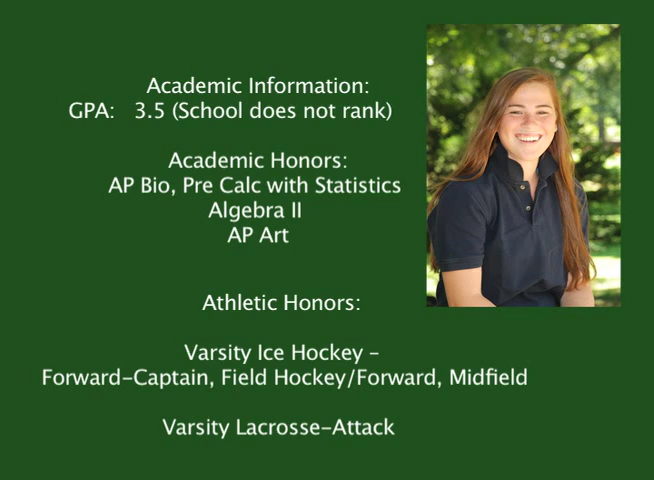 Academic Information:
GPA: 3.5 (School does not rank)
Academic Honors:
AP Bio, Pre Calc with Statistics
Algebra II
AP Art
Athletic Honors:
Varsity Ice Hockey –
Forward–Captain, Field Hockey/Forward, Midfield
Varsity Lacrosse–Attack